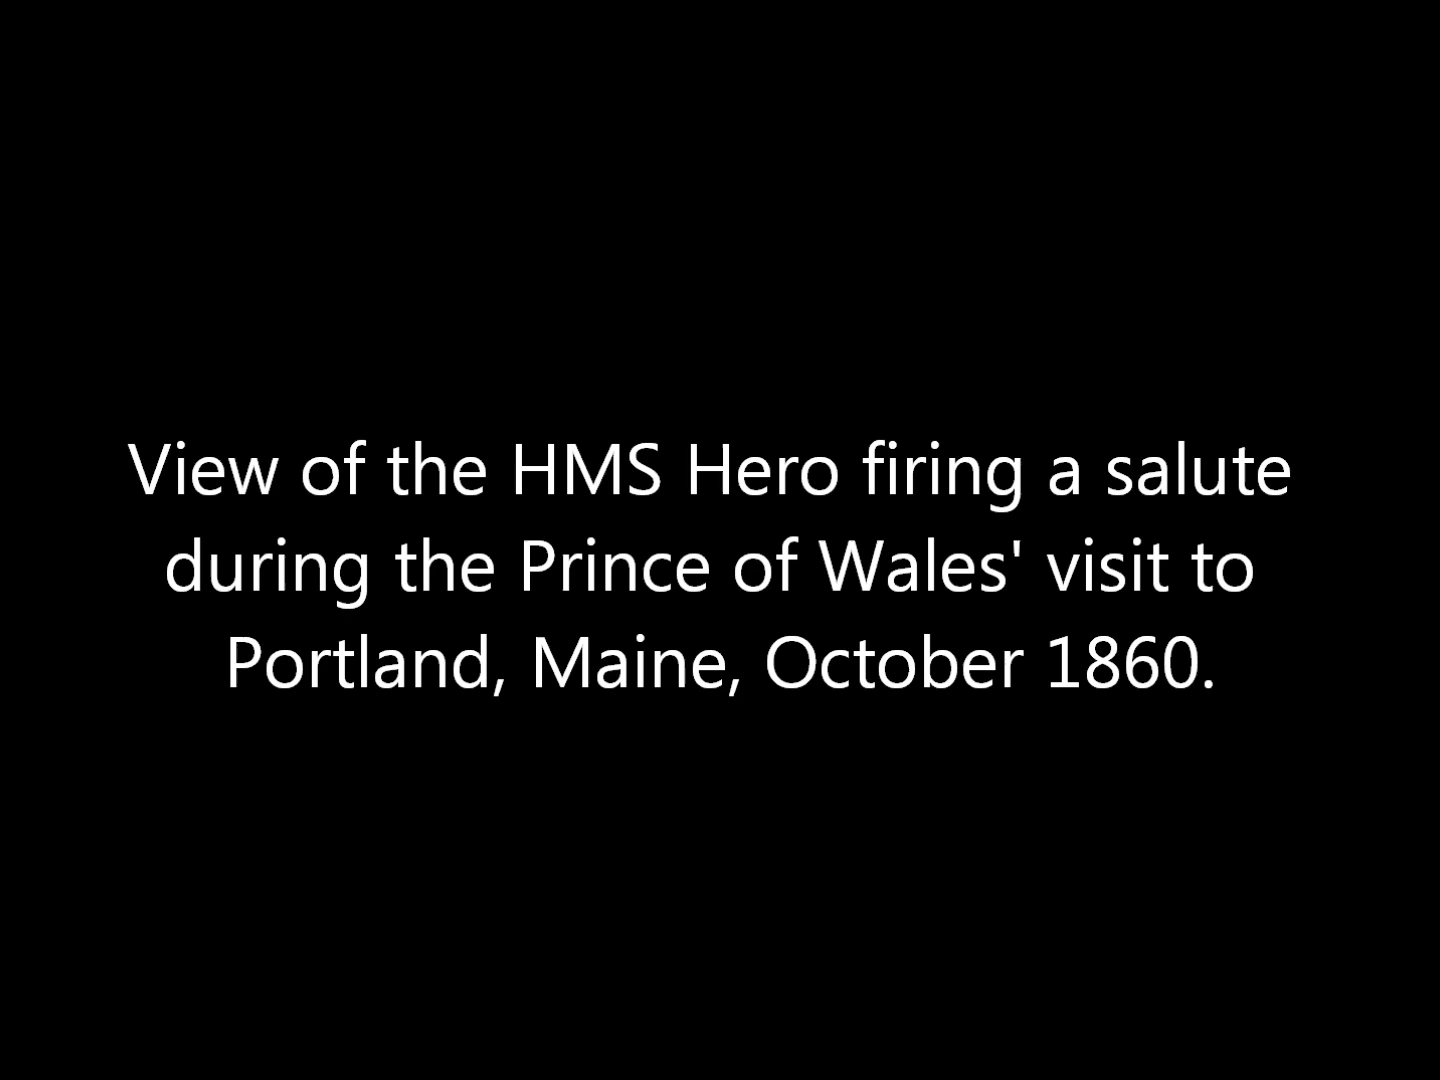 View of the HMS Hero firing a salute
during the Prince of Wales' visit to
Portland, Maine, October 1860.